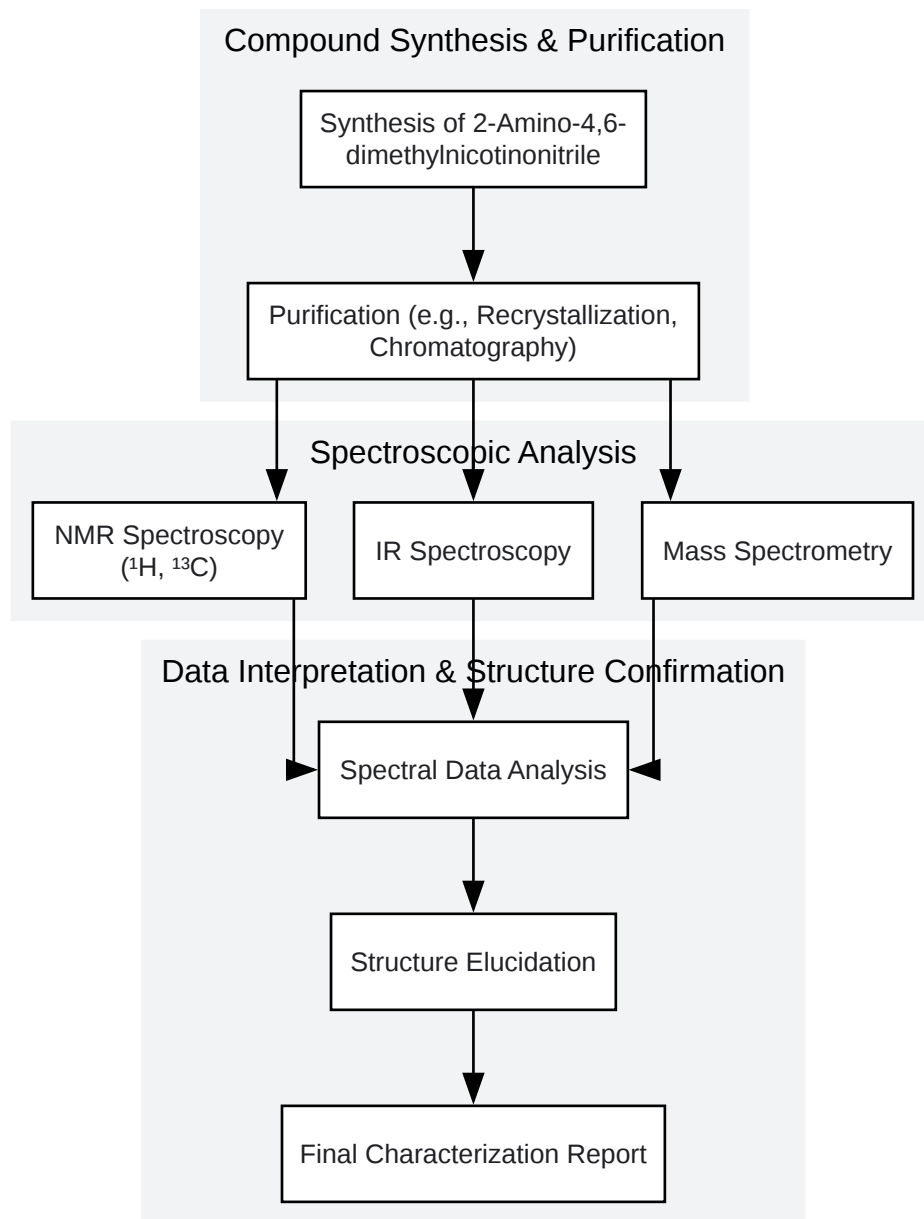 Compound Synthesis & Purification
Synthesis of 2-Amino-4,6-
dimethylnicotinonitrile
Purification (e.g., Recrystallization,
Chromatography)
Spectroscopic Analysis
NMR Spectroscopy
(¹H, ¹³C)
IR Spectroscopy
Mass Spectrometry
Data Interpretation & Structure Confirmation
Spectral Data Analysis
Structure Elucidation
Final Characterization Report